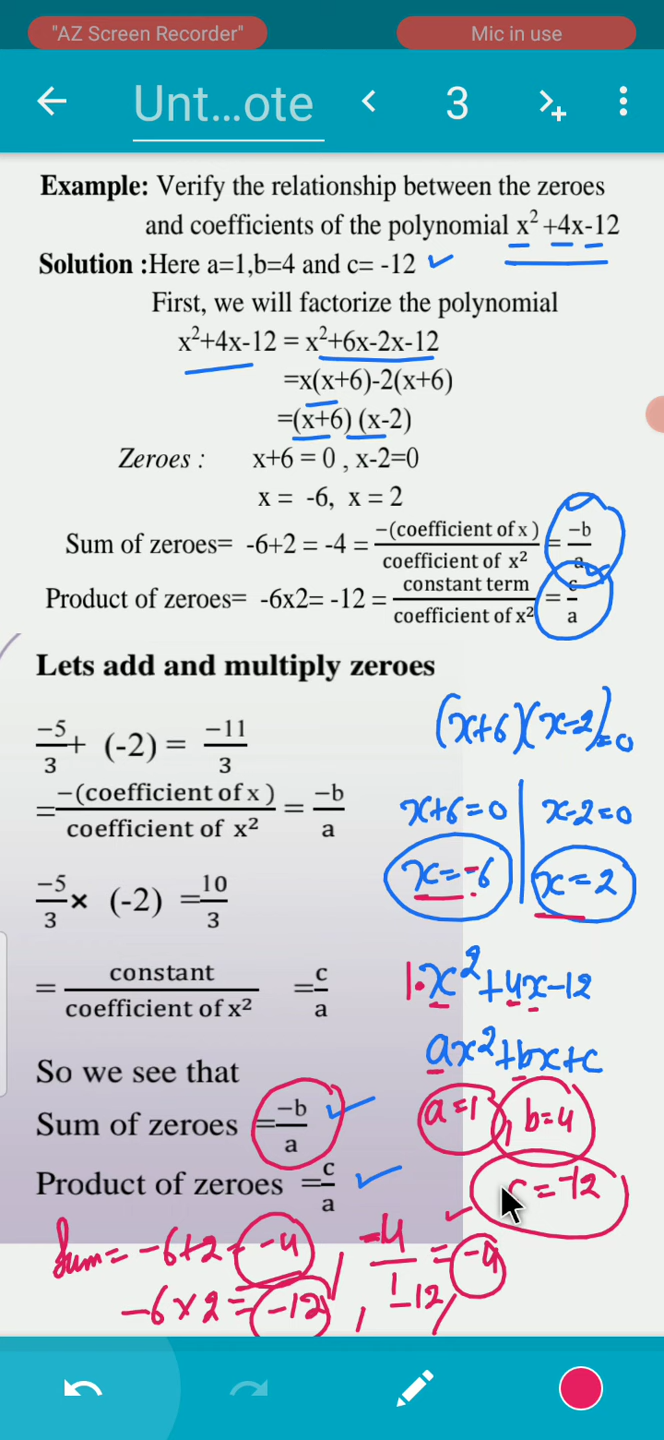 "AZ Screen Recorder"
Mic in use
Unt...ote
3
Example: Verify the relationship between the zeroes
and coefficients of the polynomial x² +4x-12
Solution :Here a=1,b=4 and c= -12 ✓
First, we will factorize the polynomial
x²+4x-12 = x²+6x-2x-12
=x(x+6)-2(x+6)
=(x+6) (x-2)
Zeroes : x+6 = 0 , x-2=0
x = -6, x = 2
Sum of zeroes= -6+2 = -4 = −(coefficient of x)/coefficient of x² = −b/a
Product of zeroes= -6x2= -12 = constant term/coefficient of x² = c/a
Lets add and multiply zeroes
−5/3 + (-2) = −11/3
= −(coefficient of x)/coefficient of x² = −b/a
−5/3 × (-2) = 10/3
= constant/coefficient of x² = c/a
So we see that
Sum of zeroes = −b/a ✓
Product of zeroes = c/a ✓
(x+6)(x-2)=0
x+6=0 | x-2=0
x=-6 | x=2
1·x²+4x-12
ax²+bx+c
a=1, b=4
c=-12
Sum = -6+2 = -4, -4/1 = -4
-6×2 = -12, -12